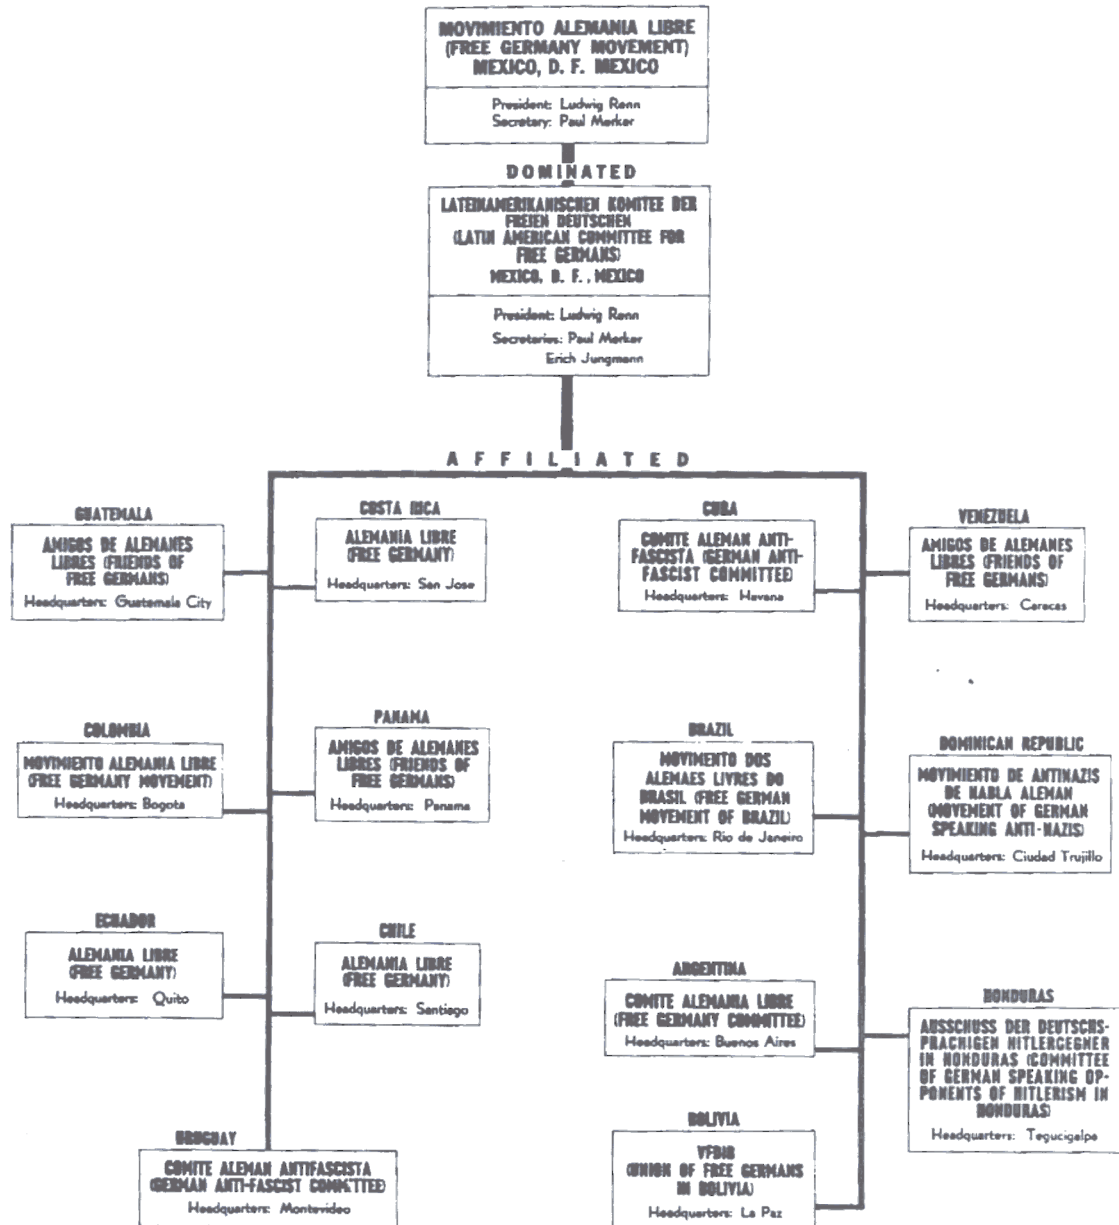 MOVIMIENTO ALEMANIA LIBRE
(FREE GERMANY MOVEMENT)
MEXICO, D. F. MEXICO
President: Ludwig Renn
Secretary: Paul Merker
DOMINATED
LATEINAMERIKANISCHEN KOMITEE DER
FREIEN DEUTSCHEN
(LATIN AMERICAN COMMITTEE FOR
FREE GERMANS)
MEXICO, D. F., MEXICO
President: Ludwig Renn
Secretaries: Paul Merker
Erich Jungmann
AFFILIATED
GUATEMALA
AMIGOS DE ALEMANES
LIBRES (FRIENDS OF
FREE GERMANS)
Headquarters: Guatemala City
COSTA RICA
ALEMANIA LIBRE
(FREE GERMANY)
Headquarters: San Jose
CUBA
COMITE ALEMAN ANTI-
FASCISTA (GERMAN ANTI-
FASCIST COMMITTEE)
Headquarters: Havana
VENEZUELA
AMIGOS DE ALEMANES
LIBRES (FRIENDS OF
FREE GERMANS)
Headquarters: Caracas
COLOMBIA
MOVIMIENTO ALEMANIA LIBRE
(FREE GERMANY MOVEMENT)
Headquarters: Bogota
PANAMA
AMIGOS DE ALEMANES
LIBRES (FRIENDS OF
FREE GERMANS)
Headquarters: Panama
BRAZIL
MOVIMENTO DOS
ALEMAES LIVRES DO
BRASIL (FREE GERMAN
MOVEMENT OF BRAZIL)
Headquarters: Rio de Janeiro
DOMINICAN REPUBLIC
MOVIMIENTO DE ANTINAZIS
DE HABLA ALEMAN
(MOVEMENT OF GERMAN
SPEAKING ANTI-NAZIS)
Headquarters: Ciudad Trujillo
ECUADOR
ALEMANIA LIBRE
(FREE GERMANY)
Headquarters: Quito
CHILE
ALEMANIA LIBRE
(FREE GERMANY)
Headquarters: Santiago
ARGENTINA
COMITE ALEMANIA LIBRE
(FREE GERMANY COMMITTEE)
Headquarters: Buenos Aires
HONDURAS
AUSSCHUSS DER DEUTSCHS-
PRACHIGEN HITLERGEGNER
IN HONDURAS (COMMITTEE
OF GERMAN SPEAKING OP-
PONENTS OF HITLERISM IN
HONDURAS)
Headquarters: Tegucigalpa
URUGUAY
COMITE ALEMAN ANTIFASCISTA
(GERMAN ANTI-FASCIST COMMITTEE)
Headquarters: Montevideo
BOLIVIA
VFDIB
(UNION OF FREE GERMANS
IN BOLIVIA)
Headquarters: La Paz